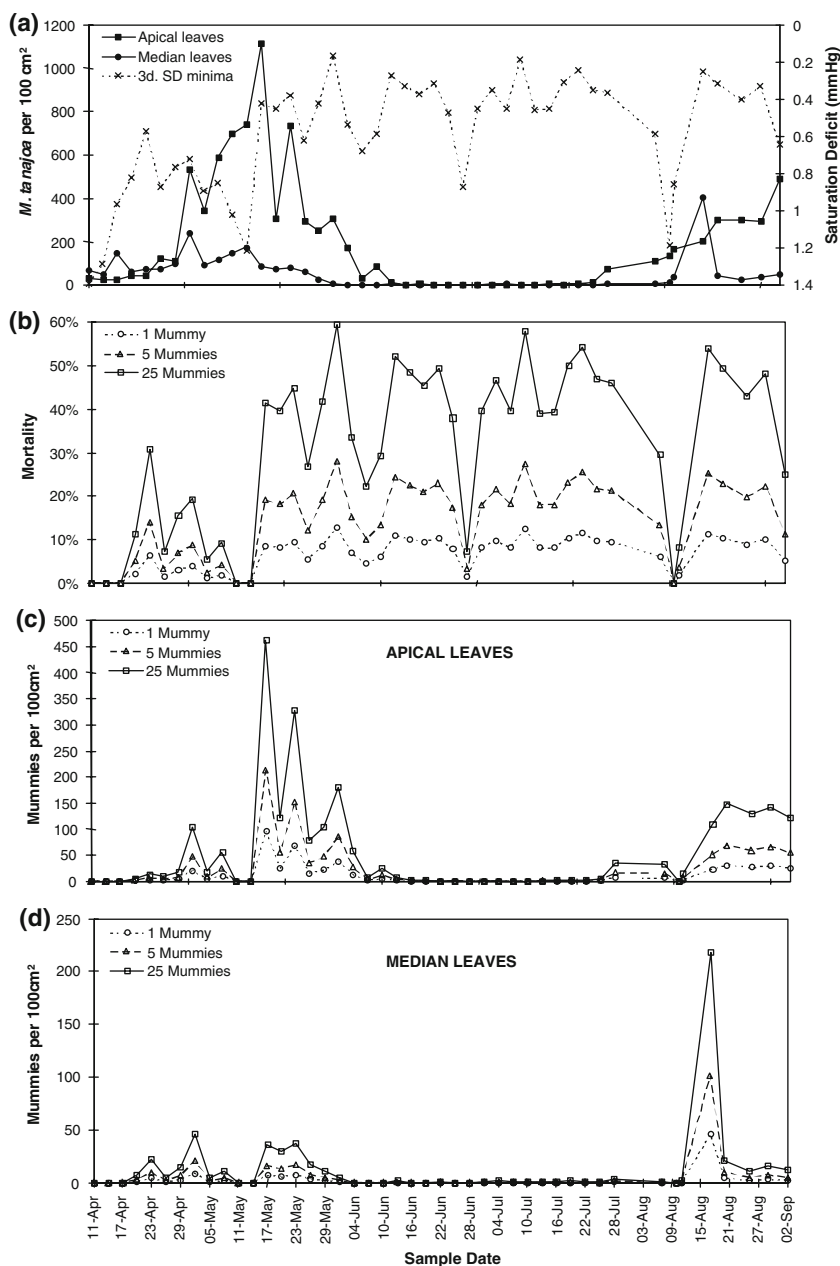 (a)
1200
1000
800
600
400
200
0
M. tanajoa per 100 cm²
Apical leaves
Median leaves
3d. SD minima
0
0.2
0.4
0.6
0.8
1
1.2
1.4
Saturation Deficit (mmHg)
(b)
60%
50%
40%
30%
20%
10%
0%
Mortality
1 Mummy
5 Mummies
25 Mummies
(c)
500
450
400
350
300
250
200
150
100
50
0
Mummies per 100cm²
1 Mummy
5 Mummies
25 Mummies
APICAL LEAVES
(d)
250
200
150
100
50
0
Mummies per 100cm²
1 Mummy
5 Mummies
25 Mummies
MEDIAN LEAVES
11-Apr
17-Apr
23-Apr
29-Apr
05-May
11-May
17-May
23-May
29-May
04-Jun
10-Jun
16-Jun
22-Jun
28-Jun
04-Jul
10-Jul
16-Jul
22-Jul
28-Jul
03-Aug
09-Aug
15-Aug
21-Aug
27-Aug
02-Sep
Sample Date